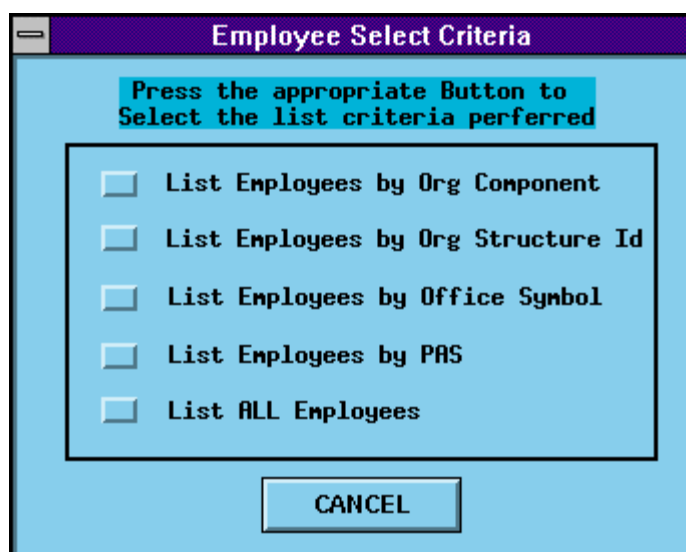 Employee Select Criteria
Press the appropriate Button to
Select the list criteria perferred
List Employees by Org Component
List Employees by Org Structure Id
List Employees by Office Symbol
List Employees by PAS
List ALL Employees
CANCEL